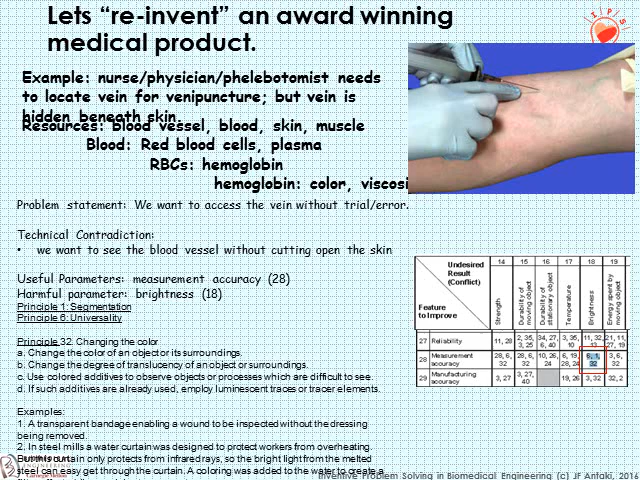 Lets “re-invent” an award winning
medical product.
I P S
Example: nurse/physician/phelebotomist needs
to locate vein for venipuncture; but vein is
hidden beneath skin.
Resources: Blood vessel, blood, skin, muscle
Blood: Red blood cells, plasma
RBCs: hemoglobin
hemoglobin: color, viscosi
Problem statement: We want to access the vein without trial/error.
Technical Contradiction:
• we want to see the blood vessel without cutting open the skin
Useful Parameters: measurement accuracy (28)
Harmful parameter: brightness (18)
Principle 1: Segmentation
Principle 6: Universality
Principle 32. Changing the color
a. Change the color of an object or its surroundings.
b. Change the degree of translucency of an object or surroundings.
c. Use colored additives to observe objects or processes which are difficult to see.
d. If such additives are already used, employ luminescent traces or tracer elements.
Examples:
1. A transparent bandage enabling a wound to be inspected without the dressing
being removed.
2. In steel mills a water curtain was designed to protect workers from overheating.
But this curtain only protects from infrared rays, so the bright light from the melted
steel can easy get through the curtain. A coloring was added to the water to create a
Undesired Result (Conflict)
Feature to Improve
14 15 16 17 18 19
Strength
Durability of moving object
Durability of stationary object
Temperature
Brightness
Energy spent by moving object
27 Reliability 11, 28 2, 35, 3, 25 34, 27, 6, 40 3, 35, 10 11, 32, 13 21, 11, 27, 19
28 Measurement accuracy 28, 6, 32 28, 6, 32 10, 26, 24 6, 19, 28, 24 6, 1, 32 3, 6, 32
29 Manufacturing accuracy 3, 27 3, 27, 40 19, 26 3, 32 32, 2
Inventive Problem Solving in Biomedical Engineering (c) JF Antaki, 2014